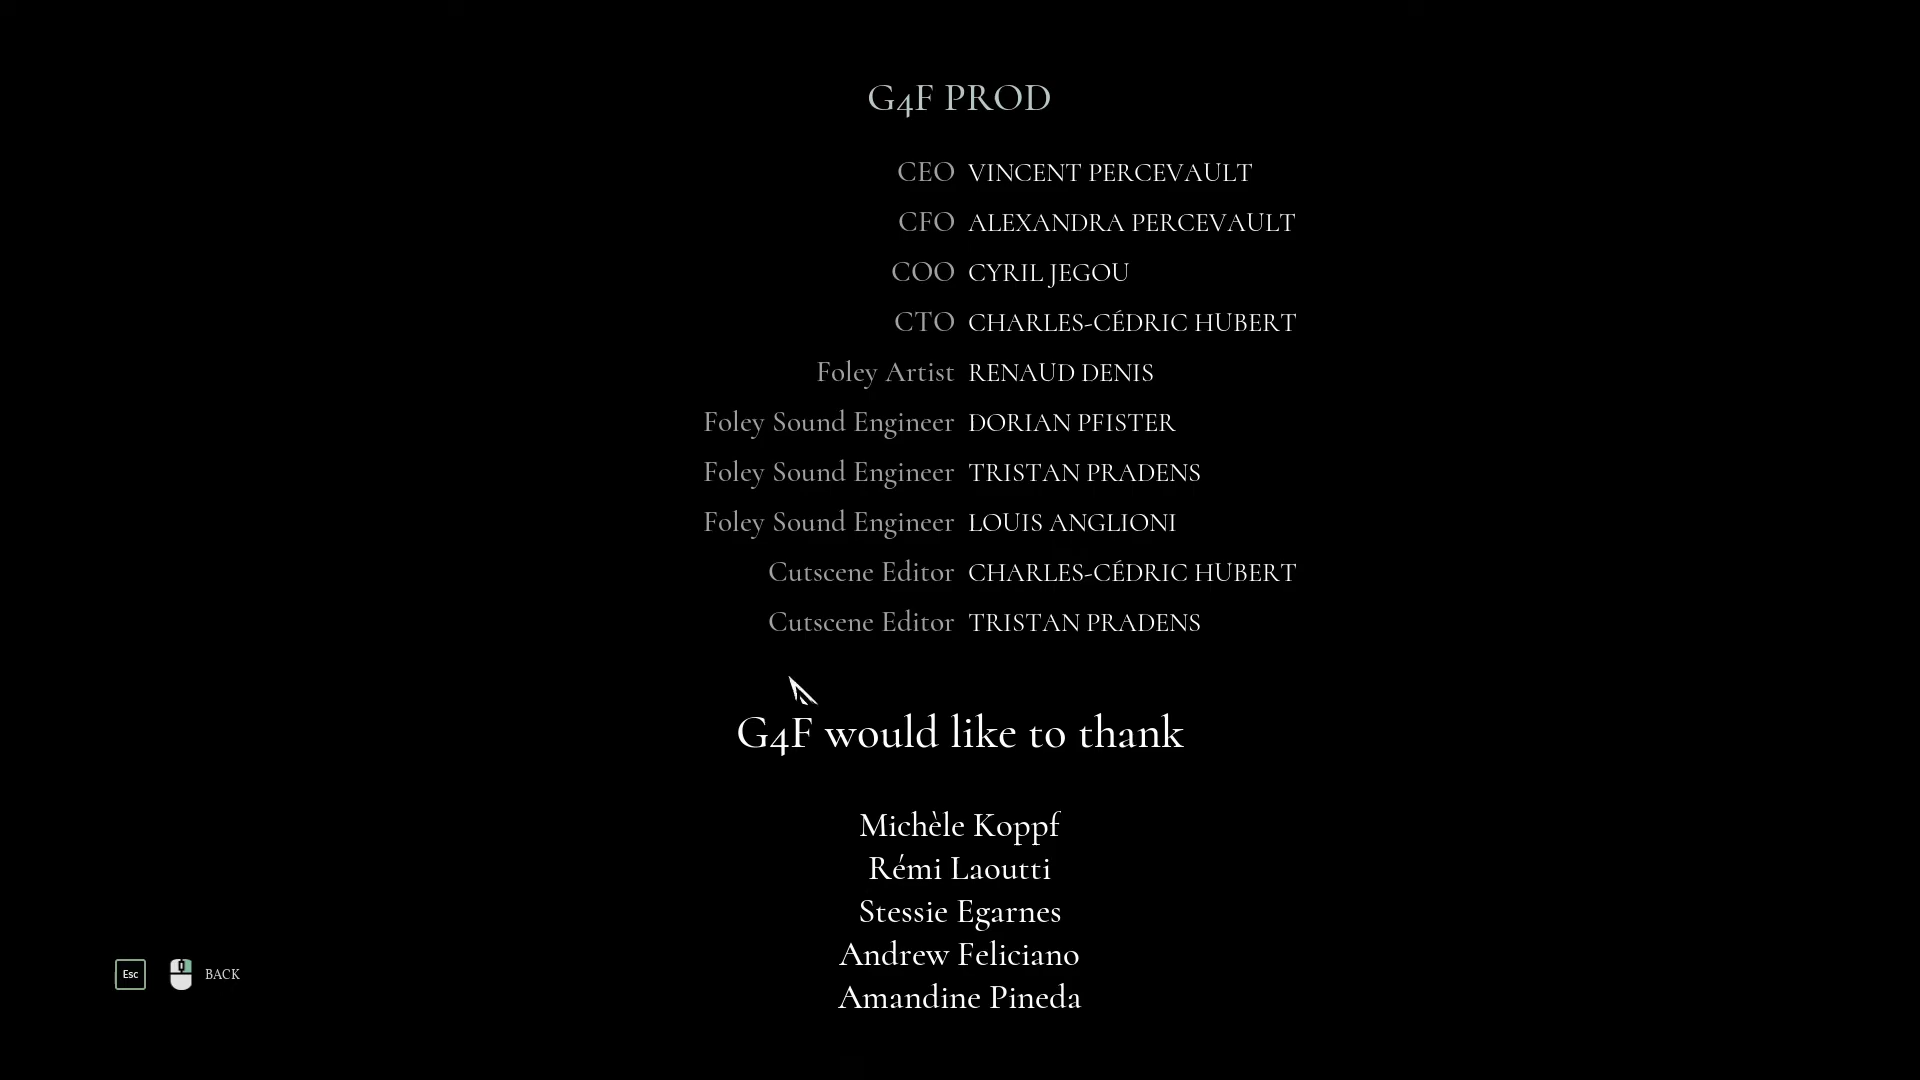 G4F PROD
CEO VINCENT PERCEVAULT
CFO ALEXANDRA PERCEVAULT
COO CYRIL JEGOU
CTO CHARLES-CÉDRIC HUBERT
Foley Artist RENAUD DENIS
Foley Sound Engineer DORIAN PFISTER
Foley Sound Engineer TRISTAN PRADENS
Foley Sound Engineer LOUIS ANGLIONI
Cutscene Editor CHARLES-CÉDRIC HUBERT
Cutscene Editor TRISTAN PRADENS
G4F would like to thank
Michèle Koppf
Rémi Laoutti
Stessie Egarnes
Andrew Feliciano
Amandine Pineda
Esc BACK